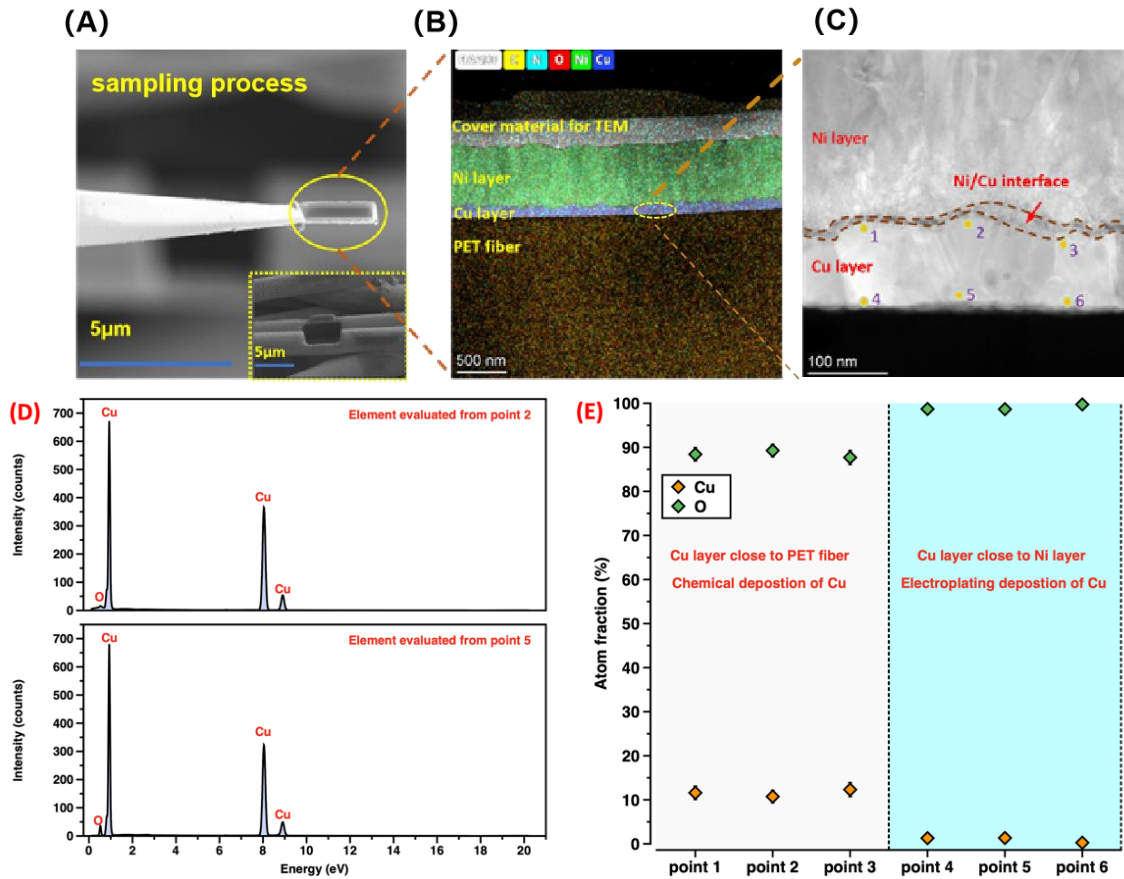 (A)
sampling process
5μm
5μm
(B)
N
O
Ni
Cu
Cover material for TEM
Ni layer
Cu layer
PET fiber
500 nm
(C)
Ni layer
Ni/Cu interface
1
2
3
Cu layer
4
5
6
100 nm
(D)
Element evaluated from point 2
Intensity (counts)
700
600
500
400
300
200
100
0
Cu
O
Cu
Cu
Element evaluated from point 5
Intensity (counts)
700
600
500
400
300
200
100
0
Cu
O
Cu
Cu
0 2 4 6 8 10 12 14 16 18 20
Energy (eV)
(E)
Atom fraction (%)
100
90
80
70
60
50
40
30
20
10
0
Cu
O
Cu layer close to PET fiber
Chemical depostion of Cu
Cu layer close to Ni layer
Electroplating depostion of Cu
point 1 point 2 point 3 point 4 point 5 point 6